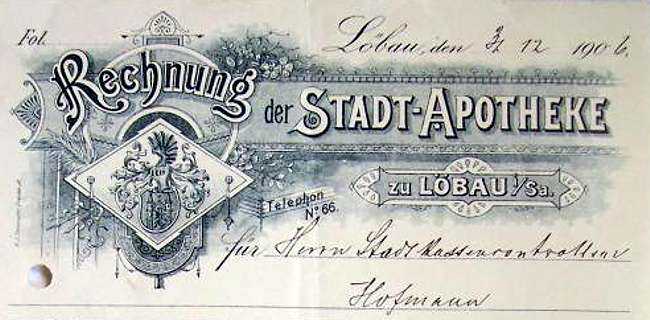 Fol.
Löbau, den 12 1906.
Rechnung
der STADT-APOTHEKE
zu LÖBAU i/Sa.
Telephon
No 66.
für Herrn Stadtkassencontrolleur
Hofmann